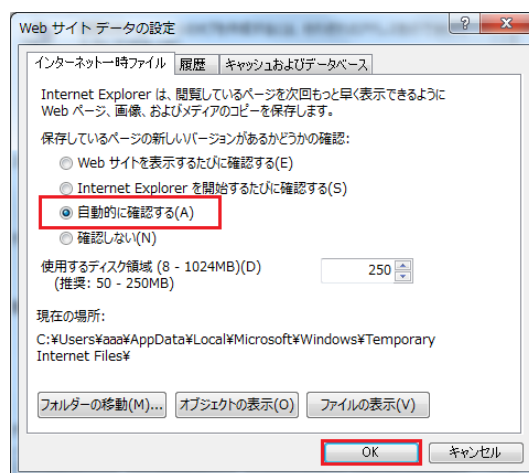 Web サイト データの設定
インターネット一時ファイル 履歴 キャッシュおよびデータベース
Internet Explorer は、閲覧しているページを次回もっと早く表示できるように
Web ページ、画像、およびメディアのコピーを保存します。
保存しているページの新しいバージョンがあるかどうかの確認:
Web サイトを表示するたびに確認する(E)
Internet Explorer を開始するたびに確認する(S)
自動的に確認する(A)
確認しない(N)
使用するディスク領域 (8 - 1024MB)(D)
250
(推奨: 50 - 250MB)
現在の場所:
C:¥Users¥aaa¥AppData¥Local¥Microsoft¥Windows¥Temporary
Internet Files¥
フォルダーの移動(M)... オブジェクトの表示(O) ファイルの表示(V)
OK キャンセル